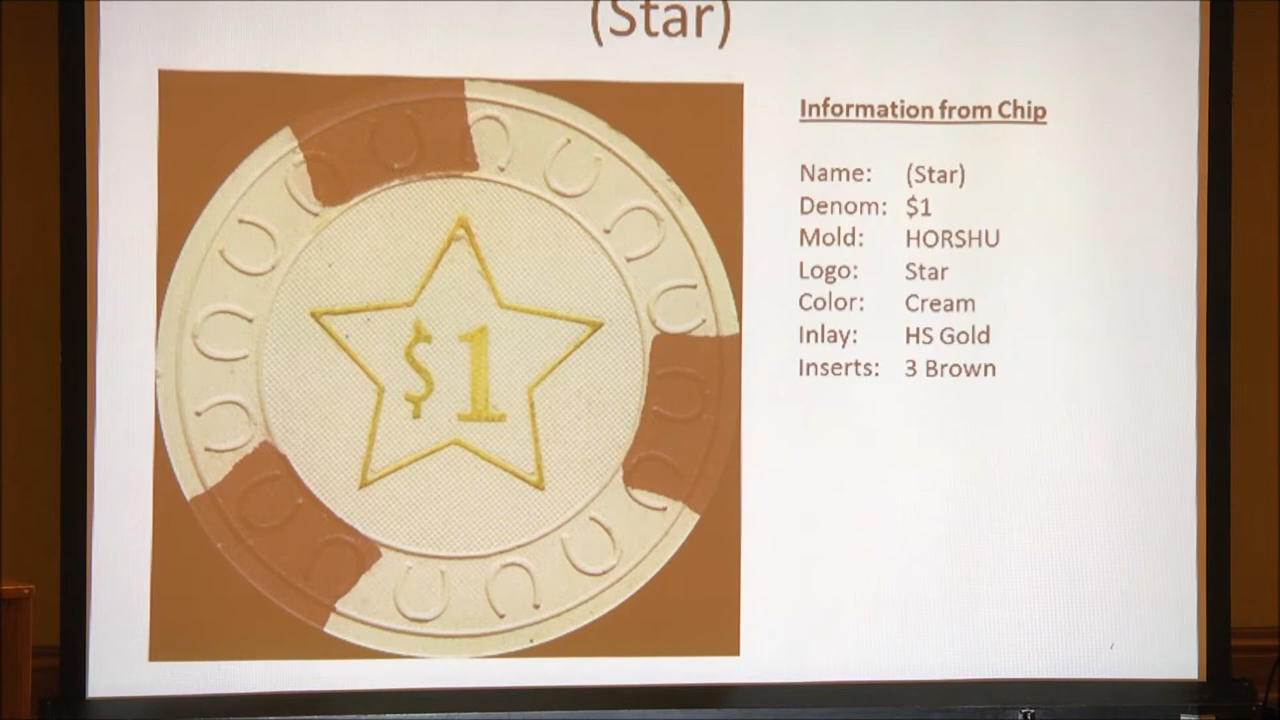 (Star)
Information from Chip
Name: (Star)
Denom: $1
Mold: HORSHU
Logo: Star
Color: Cream
Inlay: HS Gold
Inserts: 3 Brown
$1